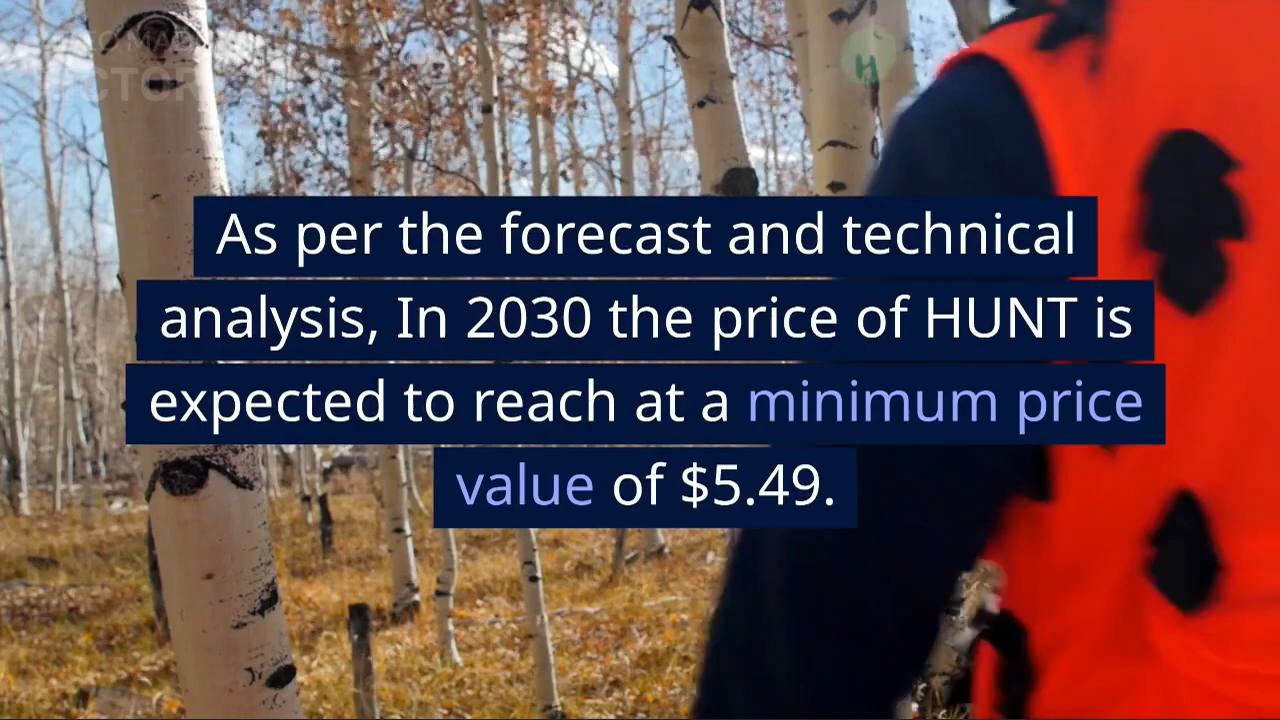 As per the forecast and technical
analysis, In 2030 the price of HUNT is
expected to reach at a minimum price
value of $5.49.
H